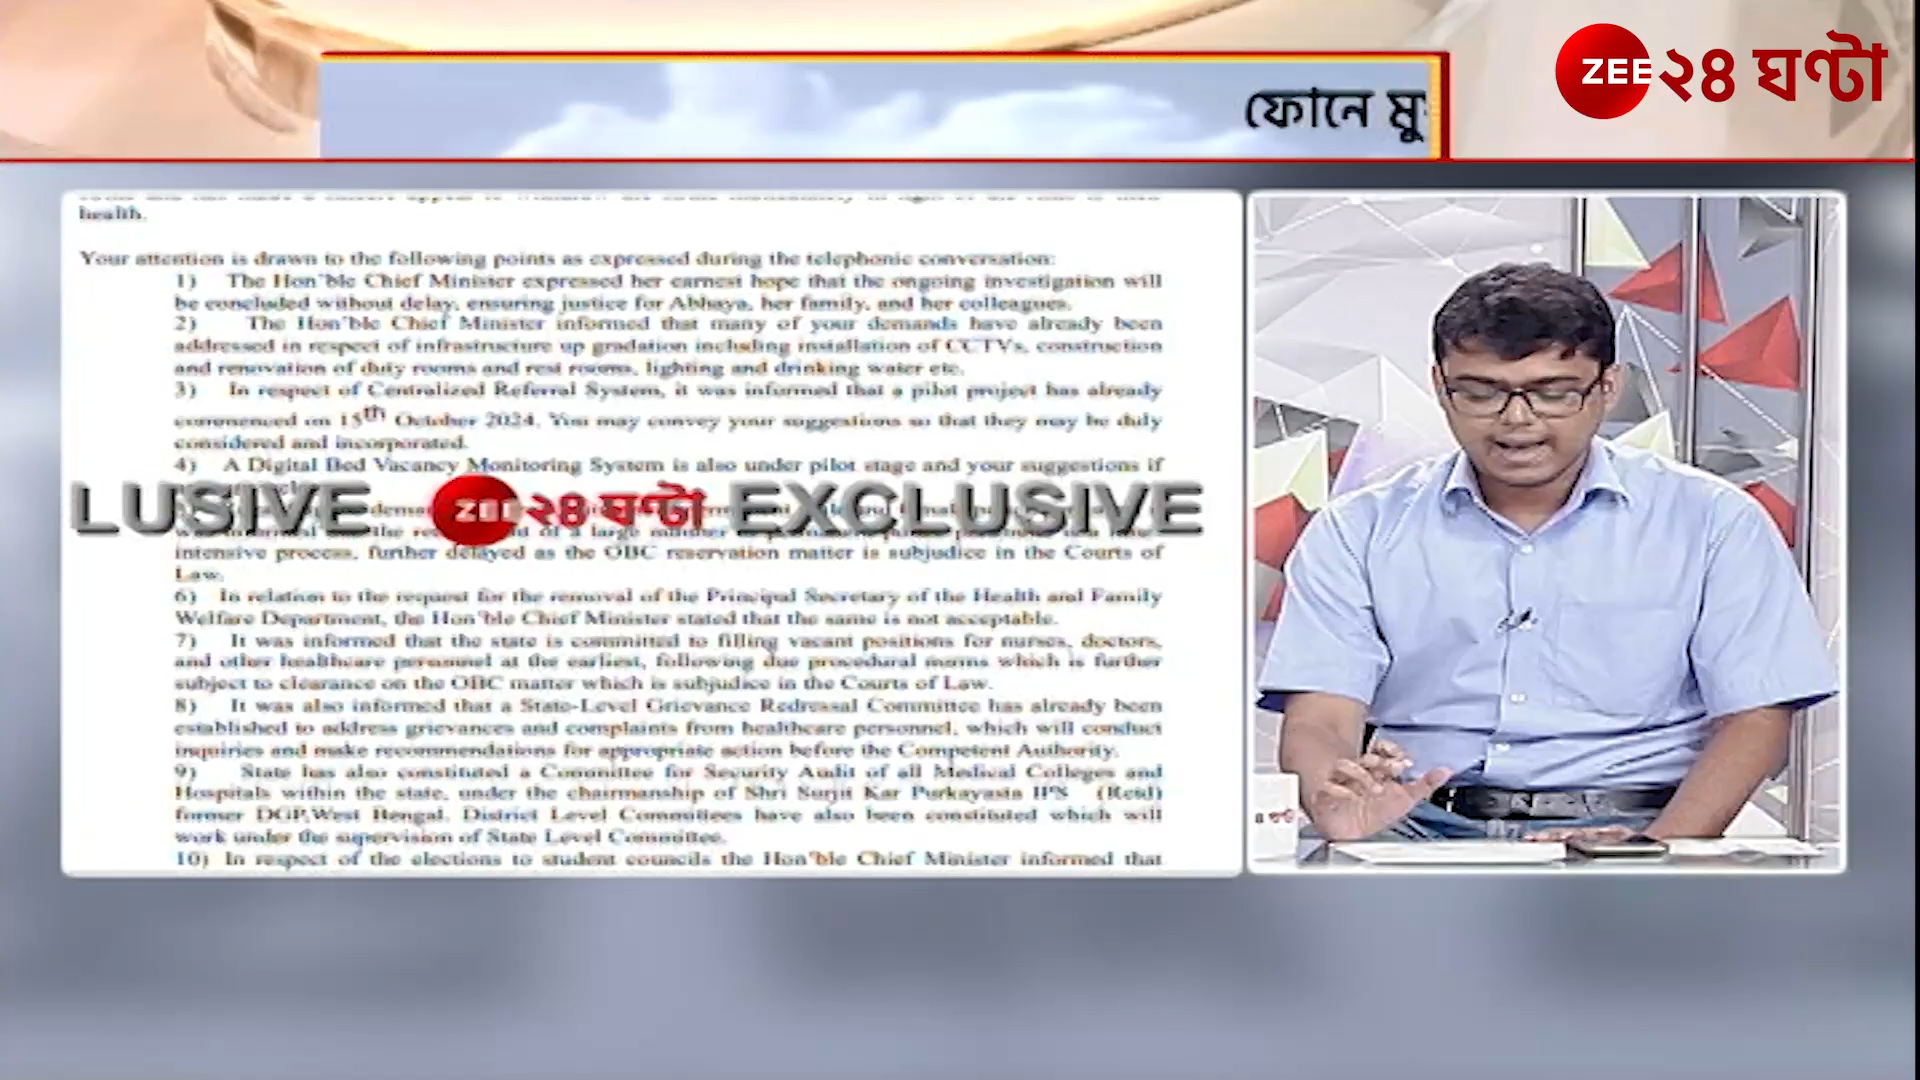 ZEE ২৪ ঘণ্টা
ফোনে
health.
Your attention is drawn to the following points as expressed during the telephonic conversation:
1) The Hon'ble Chief Minister expressed her earnest hope that the ongoing investigation will
be concluded without delay, ensuring justice for Abhaya, her family, and her colleagues.
2) The Hon'ble Chief Minister informed that many of your demands have already been
addressed in respect of infrastructure up gradation including installation of CCTVs, construction
and renovation of duty rooms and rest rooms, lighting and drinking water etc.
3) In respect of Centralized Referral System, it was informed that a pilot project has already
commenced on 15th October 2024. You may convey your suggestions so that they may be duly
considered and incorporated.
4) A Digital Bed Vacancy Monitoring System is also under pilot stage and your suggestions if
LUSIVE ZEE ২৪ ঘণ্টা EXCLUSIVE
of a large number
intensive process, further delayed as the OBC reservation matter is subjudice in the Courts of
Law.
6) In relation to the request for the removal of the Principal Secretary of the Health and Family
Welfare Department, the Hon'ble Chief Minister stated that the same is not acceptable.
7) It was informed that the state is committed to filling vacant positions for nurses, doctors,
and other healthcare personnel at the earliest, following due procedural norms which is further
subject to clearance on the OBC matter which is subjudice in the Courts of Law.
8) It was also informed that a State-Level Grievance Redressal Committee has already been
established to address grievances and complaints from healthcare personnel, which will conduct
inquiries and make recommendations for appropriate action before the Competent Authority.
9) State has also constituted a Committee for Security Audit of all Medical Colleges and
Hospitals within the state, under the chairmanship of Shri Surjit Kar Purkayasta IPS (Retd)
former DGP,West Bengal. District Level Committees have also been constituted which will
work under the supervision of State Level Committee.
10) In respect of the elections to student councils the Hon'ble Chief Minister informed that